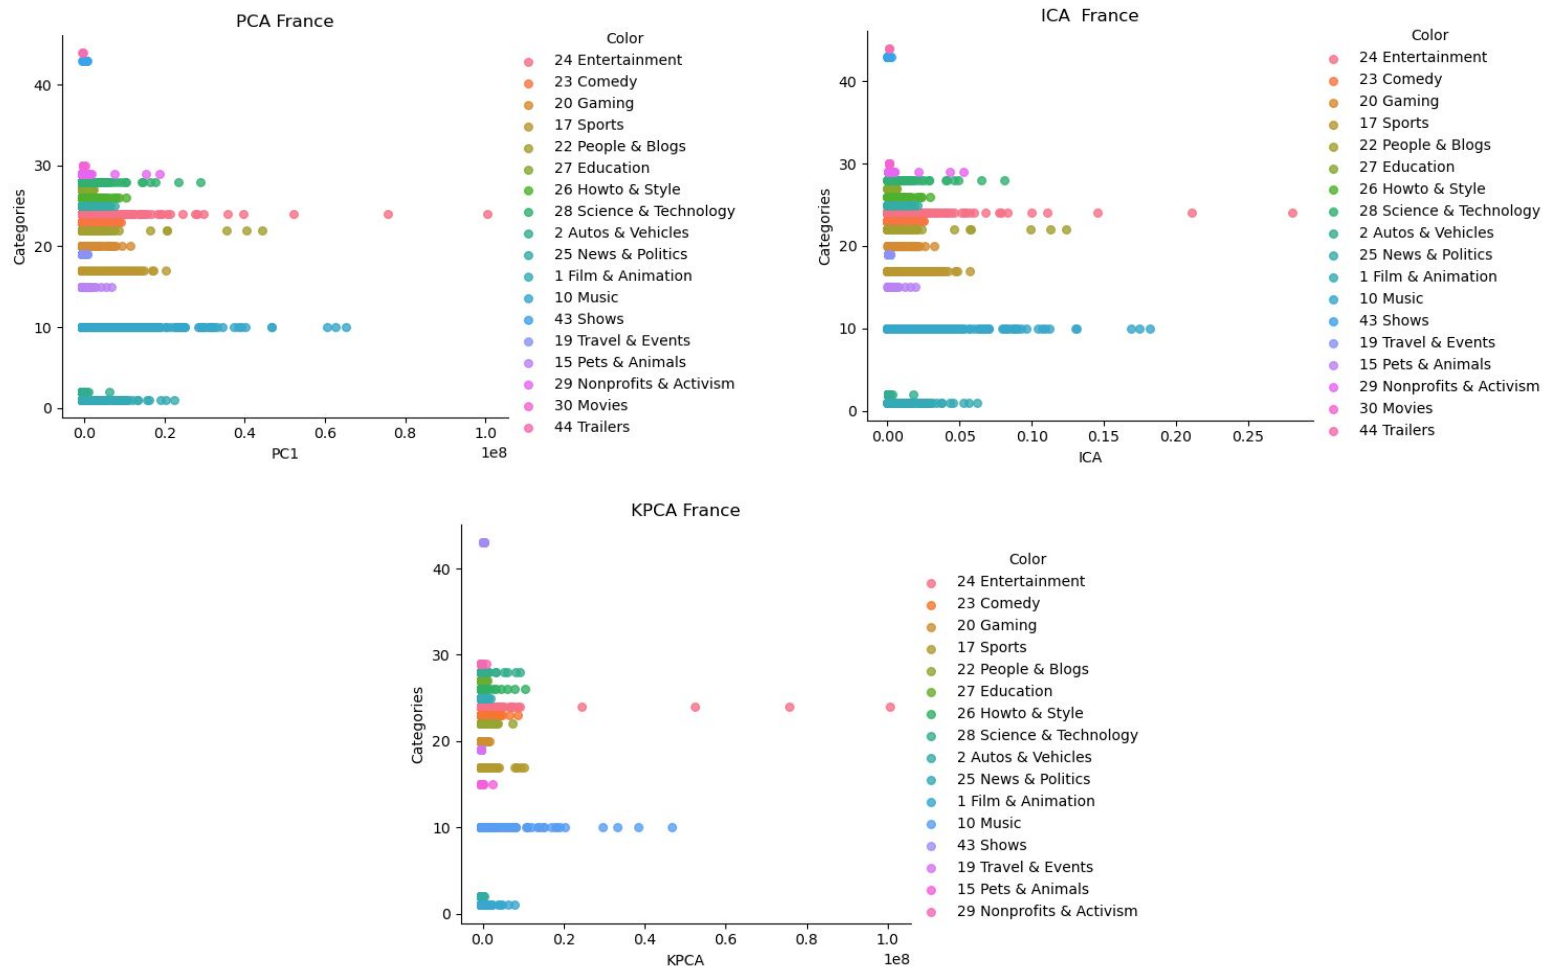 PCA France
Categories
40
30
20
10
0
0.0 0.2 0.4 0.6 0.8 1.0
1e8
PC1
Color
24 Entertainment
23 Comedy
20 Gaming
17 Sports
22 People & Blogs
27 Education
26 Howto & Style
28 Science & Technology
2 Autos & Vehicles
25 News & Politics
1 Film & Animation
10 Music
43 Shows
19 Travel & Events
15 Pets & Animals
29 Nonprofits & Activism
30 Movies
44 Trailers
ICA France
Categories
40
30
20
10
0
0.00 0.05 0.10 0.15 0.20 0.25
ICA
Color
24 Entertainment
23 Comedy
20 Gaming
17 Sports
22 People & Blogs
27 Education
26 Howto & Style
28 Science & Technology
2 Autos & Vehicles
25 News & Politics
1 Film & Animation
10 Music
43 Shows
19 Travel & Events
15 Pets & Animals
29 Nonprofits & Activism
30 Movies
44 Trailers
KPCA France
Categories
40
30
20
10
0
0.0 0.2 0.4 0.6 0.8 1.0
1e8
KPCA
Color
24 Entertainment
23 Comedy
20 Gaming
17 Sports
22 People & Blogs
27 Education
26 Howto & Style
28 Science & Technology
2 Autos & Vehicles
25 News & Politics
1 Film & Animation
10 Music
43 Shows
19 Travel & Events
15 Pets & Animals
29 Nonprofits & Activism